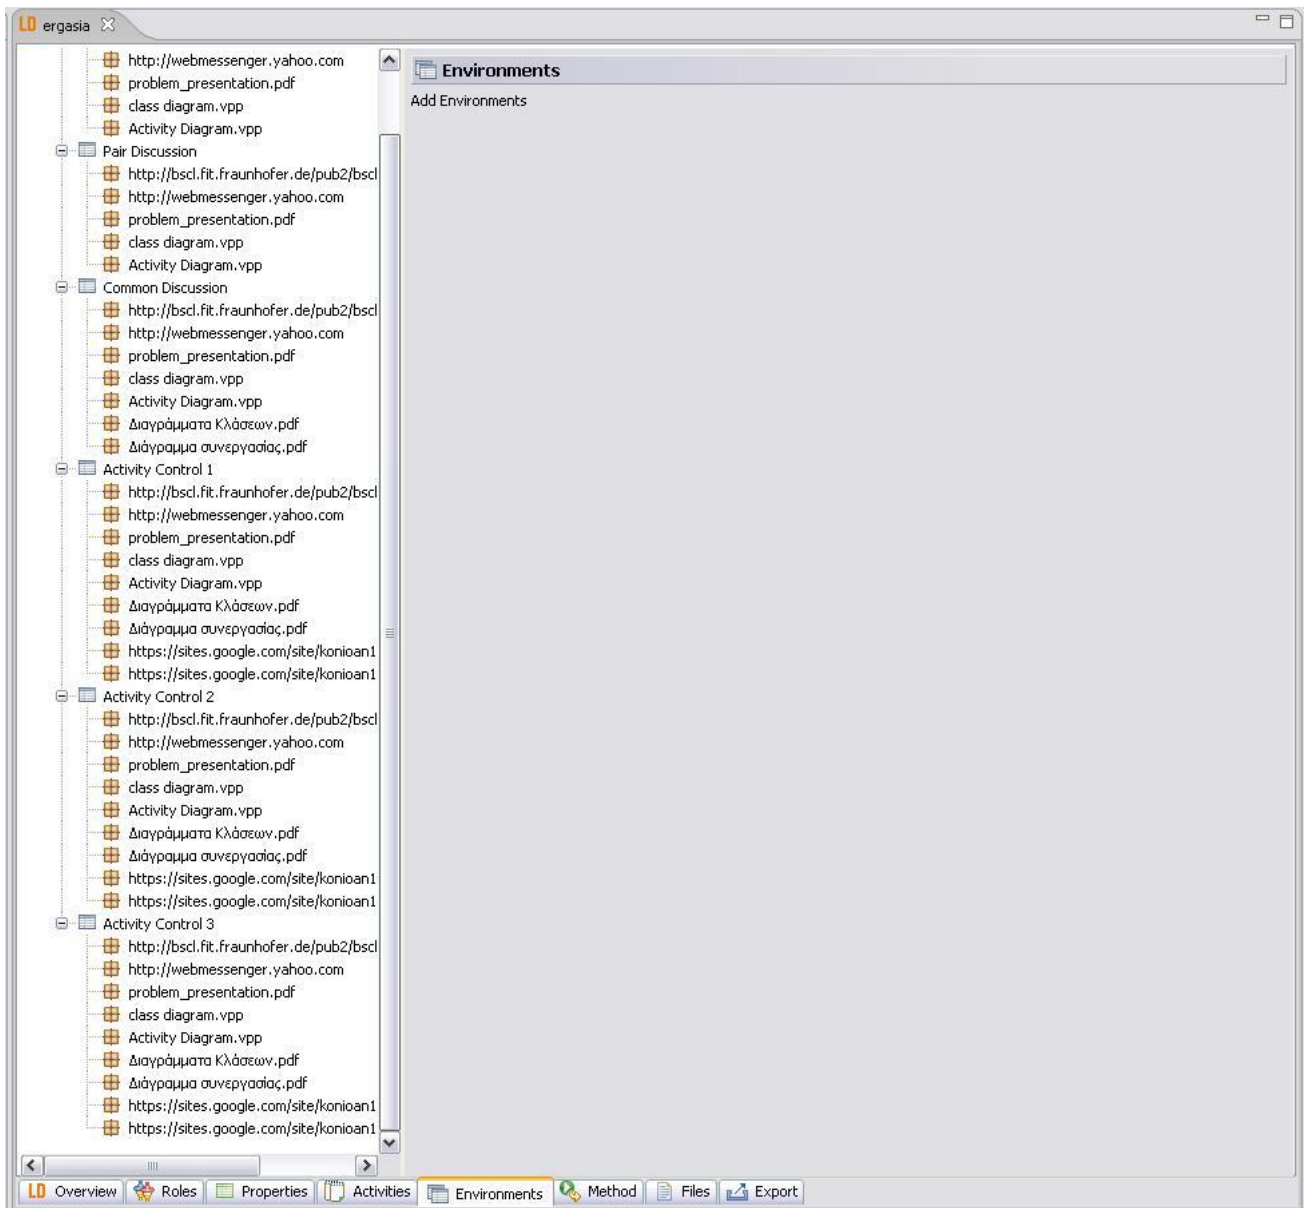 LD ergasia
http://webmessenger.yahoo.com
problem_presentation.pdf
class diagram.vpp
Activity Diagram.vpp
Pair Discussion
http://bscl.fit.fraunhofer.de/pub2/bscl
http://webmessenger.yahoo.com
problem_presentation.pdf
class diagram.vpp
Activity Diagram.vpp
Common Discussion
http://bscl.fit.fraunhofer.de/pub2/bscl
http://webmessenger.yahoo.com
problem_presentation.pdf
class diagram.vpp
Activity Diagram.vpp
Διαγράμματα Κλάσεων.pdf
Διάγραμμα συνεργασίας.pdf
Activity Control 1
http://bscl.fit.fraunhofer.de/pub2/bscl
http://webmessenger.yahoo.com
problem_presentation.pdf
class diagram.vpp
Activity Diagram.vpp
Διαγράμματα Κλάσεων.pdf
Διάγραμμα συνεργασίας.pdf
https://sites.google.com/site/konioan1
https://sites.google.com/site/konioan1
Activity Control 2
http://bscl.fit.fraunhofer.de/pub2/bscl
http://webmessenger.yahoo.com
problem_presentation.pdf
class diagram.vpp
Activity Diagram.vpp
Διαγράμματα Κλάσεων.pdf
Διάγραμμα συνεργασίας.pdf
https://sites.google.com/site/konioan1
https://sites.google.com/site/konioan1
Activity Control 3
http://bscl.fit.fraunhofer.de/pub2/bscl
http://webmessenger.yahoo.com
problem_presentation.pdf
class diagram.vpp
Activity Diagram.vpp
Διαγράμματα Κλάσεων.pdf
Διάγραμμα συνεργασίας.pdf
https://sites.google.com/site/konioan1
https://sites.google.com/site/konioan1
Environments
Add Environments
LD Overview Roles Properties Activities Environments Method Files Export